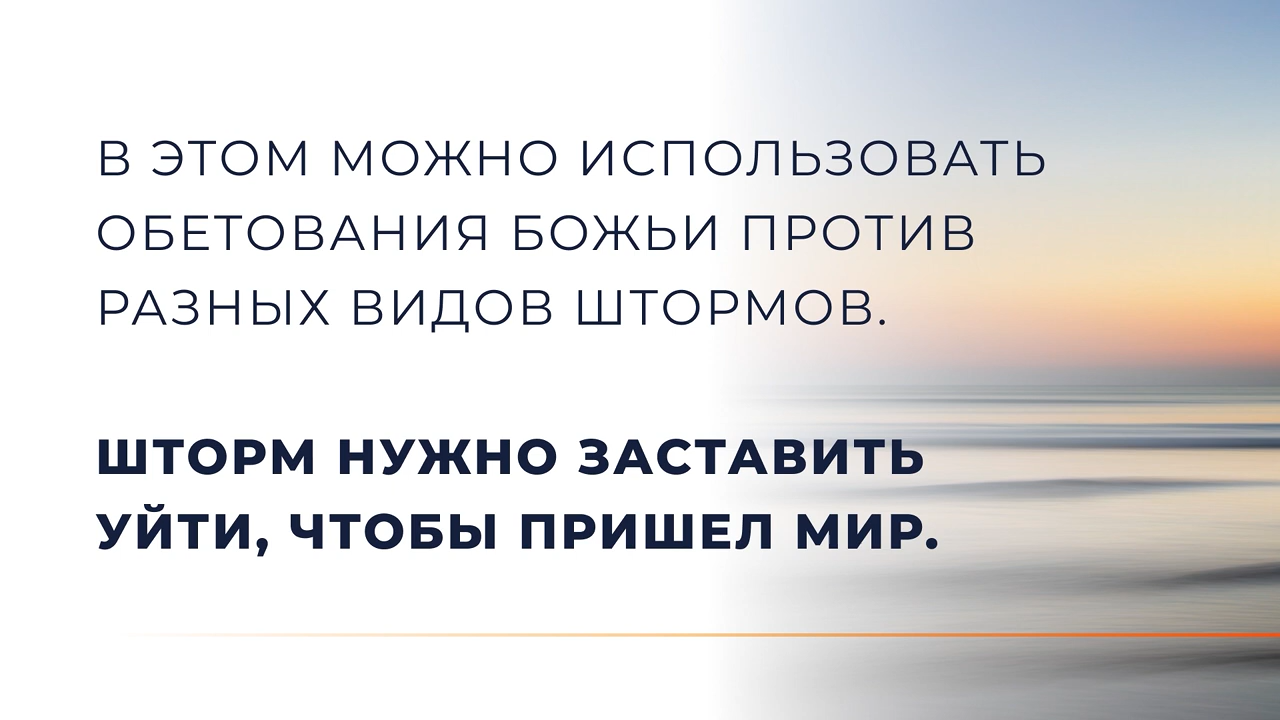 В ЭТОМ МОЖНО ИСПОЛЬЗОВАТЬ
ОБЕТОВАНИЯ БОЖЬИ ПРОТИВ
РАЗНЫХ ВИДОВ ШТОРМОВ.
ШТОРМ НУЖНО ЗАСТАВИТЬ
УЙТИ, ЧТОБЫ ПРИШЕЛ МИР.